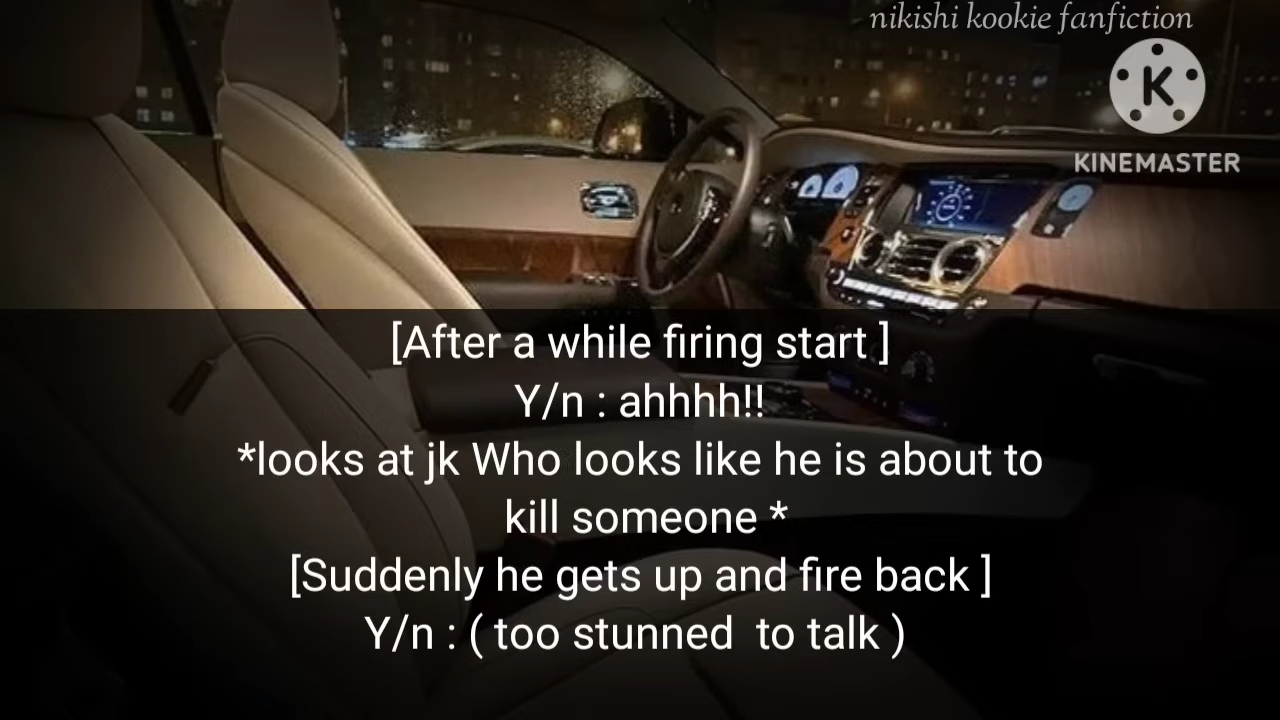 nikishi kookie fanfiction
K
KINEMASTER
[After a while firing start ]
Y/n : ahhhh!!
*looks at jk Who looks like he is about to
kill someone *
[Suddenly he gets up and fire back ]
Y/n : ( too stunned  to talk )